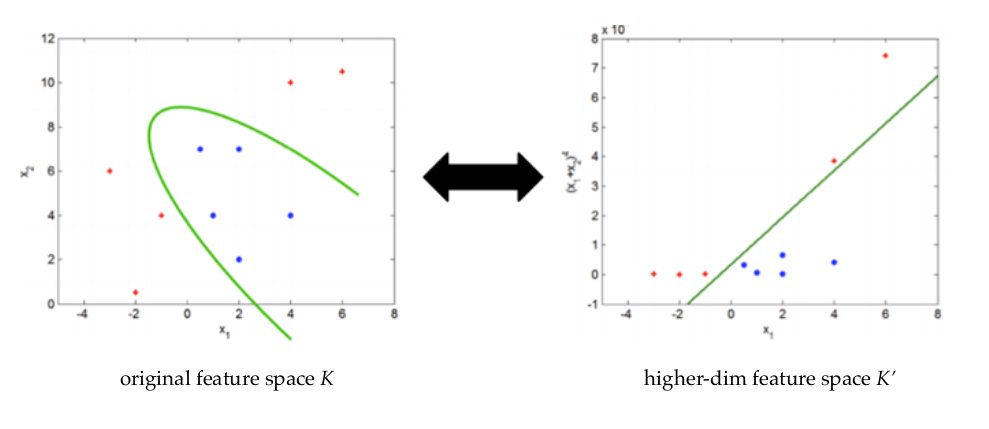 12
10
8
6
4
2
0
-4 -2 0 2 4 6 8
x₂
x₁
original feature space K
x 10
8
7
6
5
4
3
2
1
0
-1
-4 -2 0 2 4 6 8
(x₁+x₂)⁴
x₁
higher-dim feature space K′